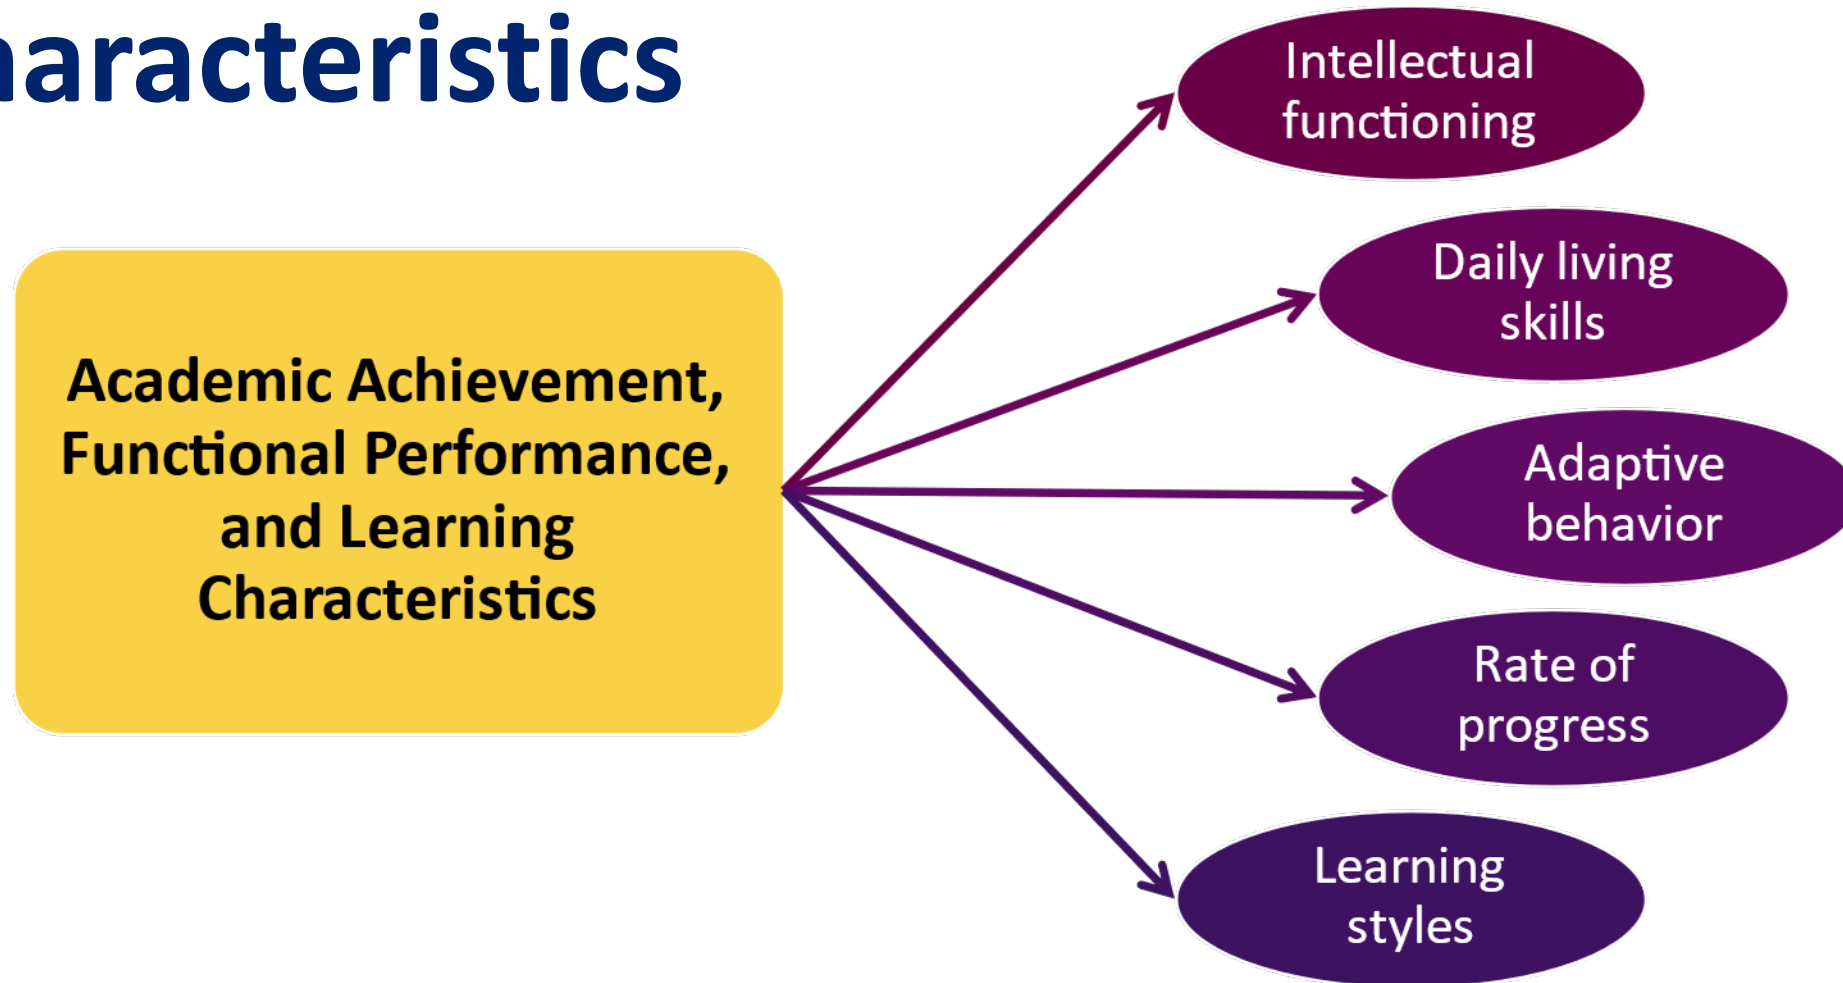 haracteristics
Academic Achievement,
Functional Performance,
and Learning
Characteristics
Intellectual
functioning
Daily living
skills
Adaptive
behavior
Rate of
progress
Learning
styles